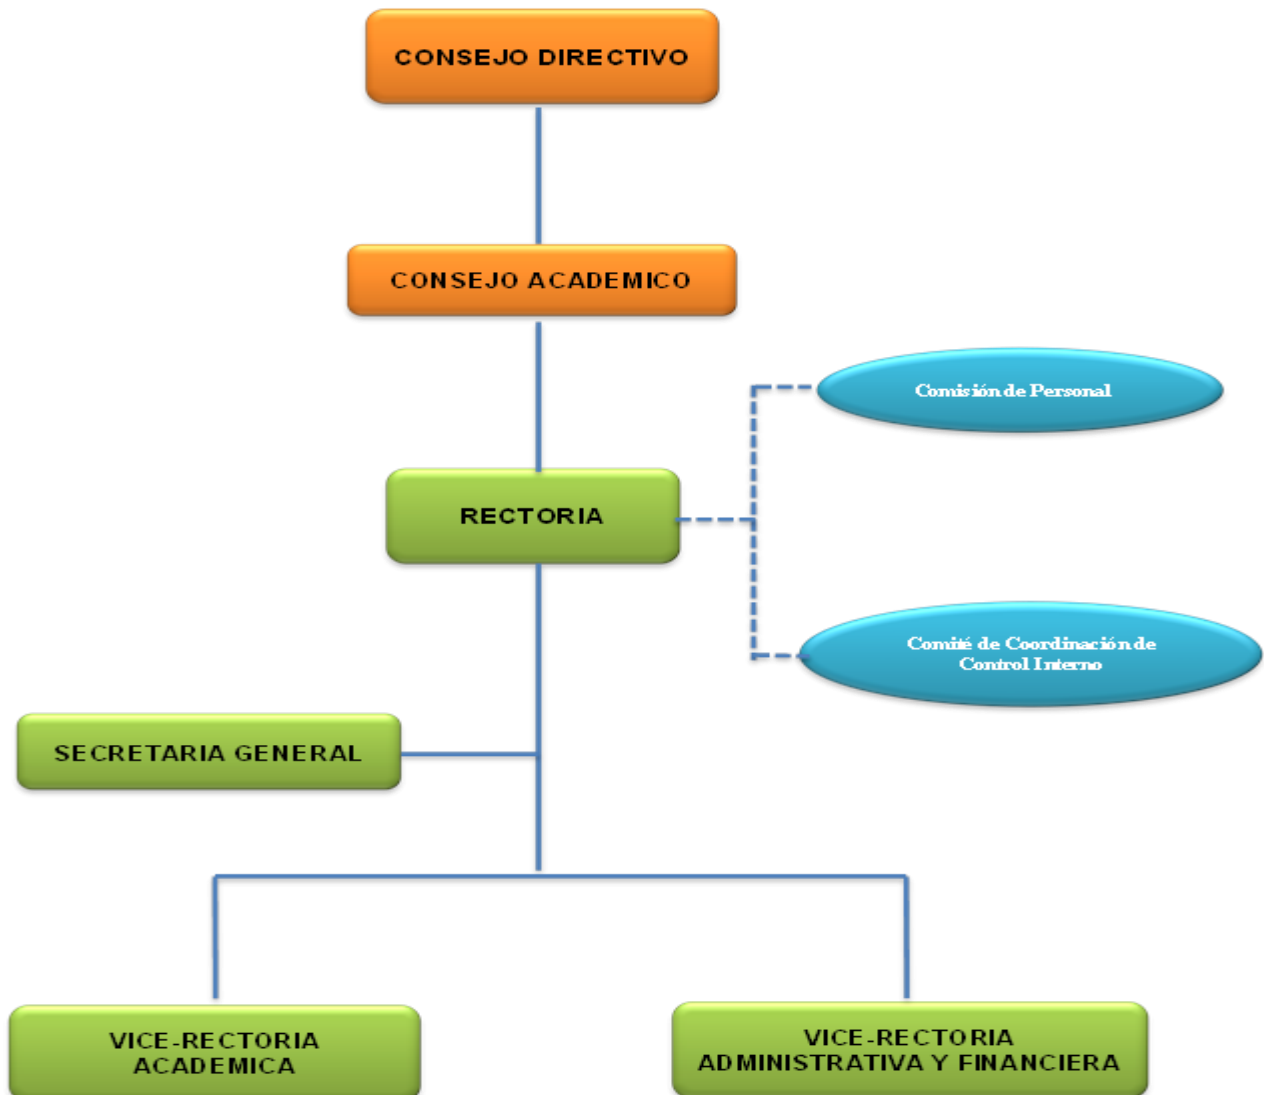 CONSEJO DIRECTIVO
CONSEJO ACADEMICO
Comisión de Personal
RECTORIA
Comité de Coordinación de
Control Interno
SECRETARIA GENERAL
VICE-RECTORIA
ACADEMICA
VICE-RECTORIA
ADMINISTRATIVA Y FINANCIERA